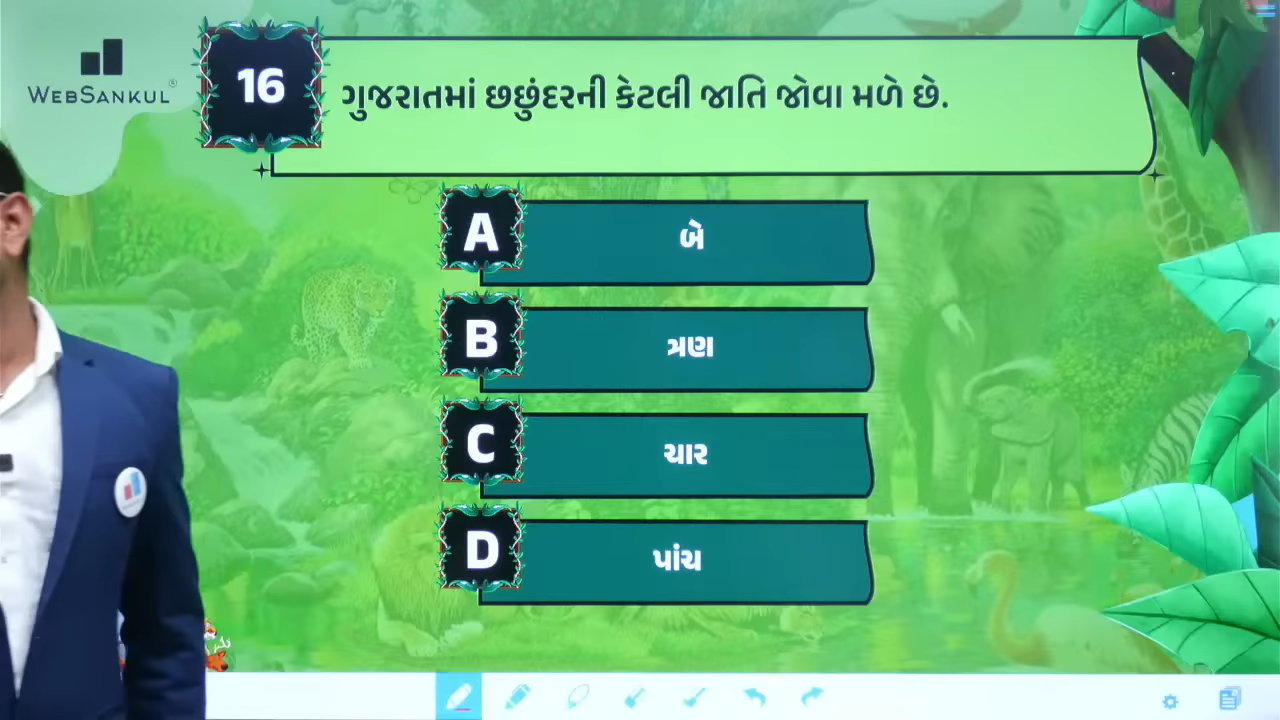 WEBSANKUL®
16
ગુજરાતમાં છછુંદરની કેટલી જાતિ જોવા મળે છે.
A
બે
B
ત્રણ
C
ચાર
D
પાંચ